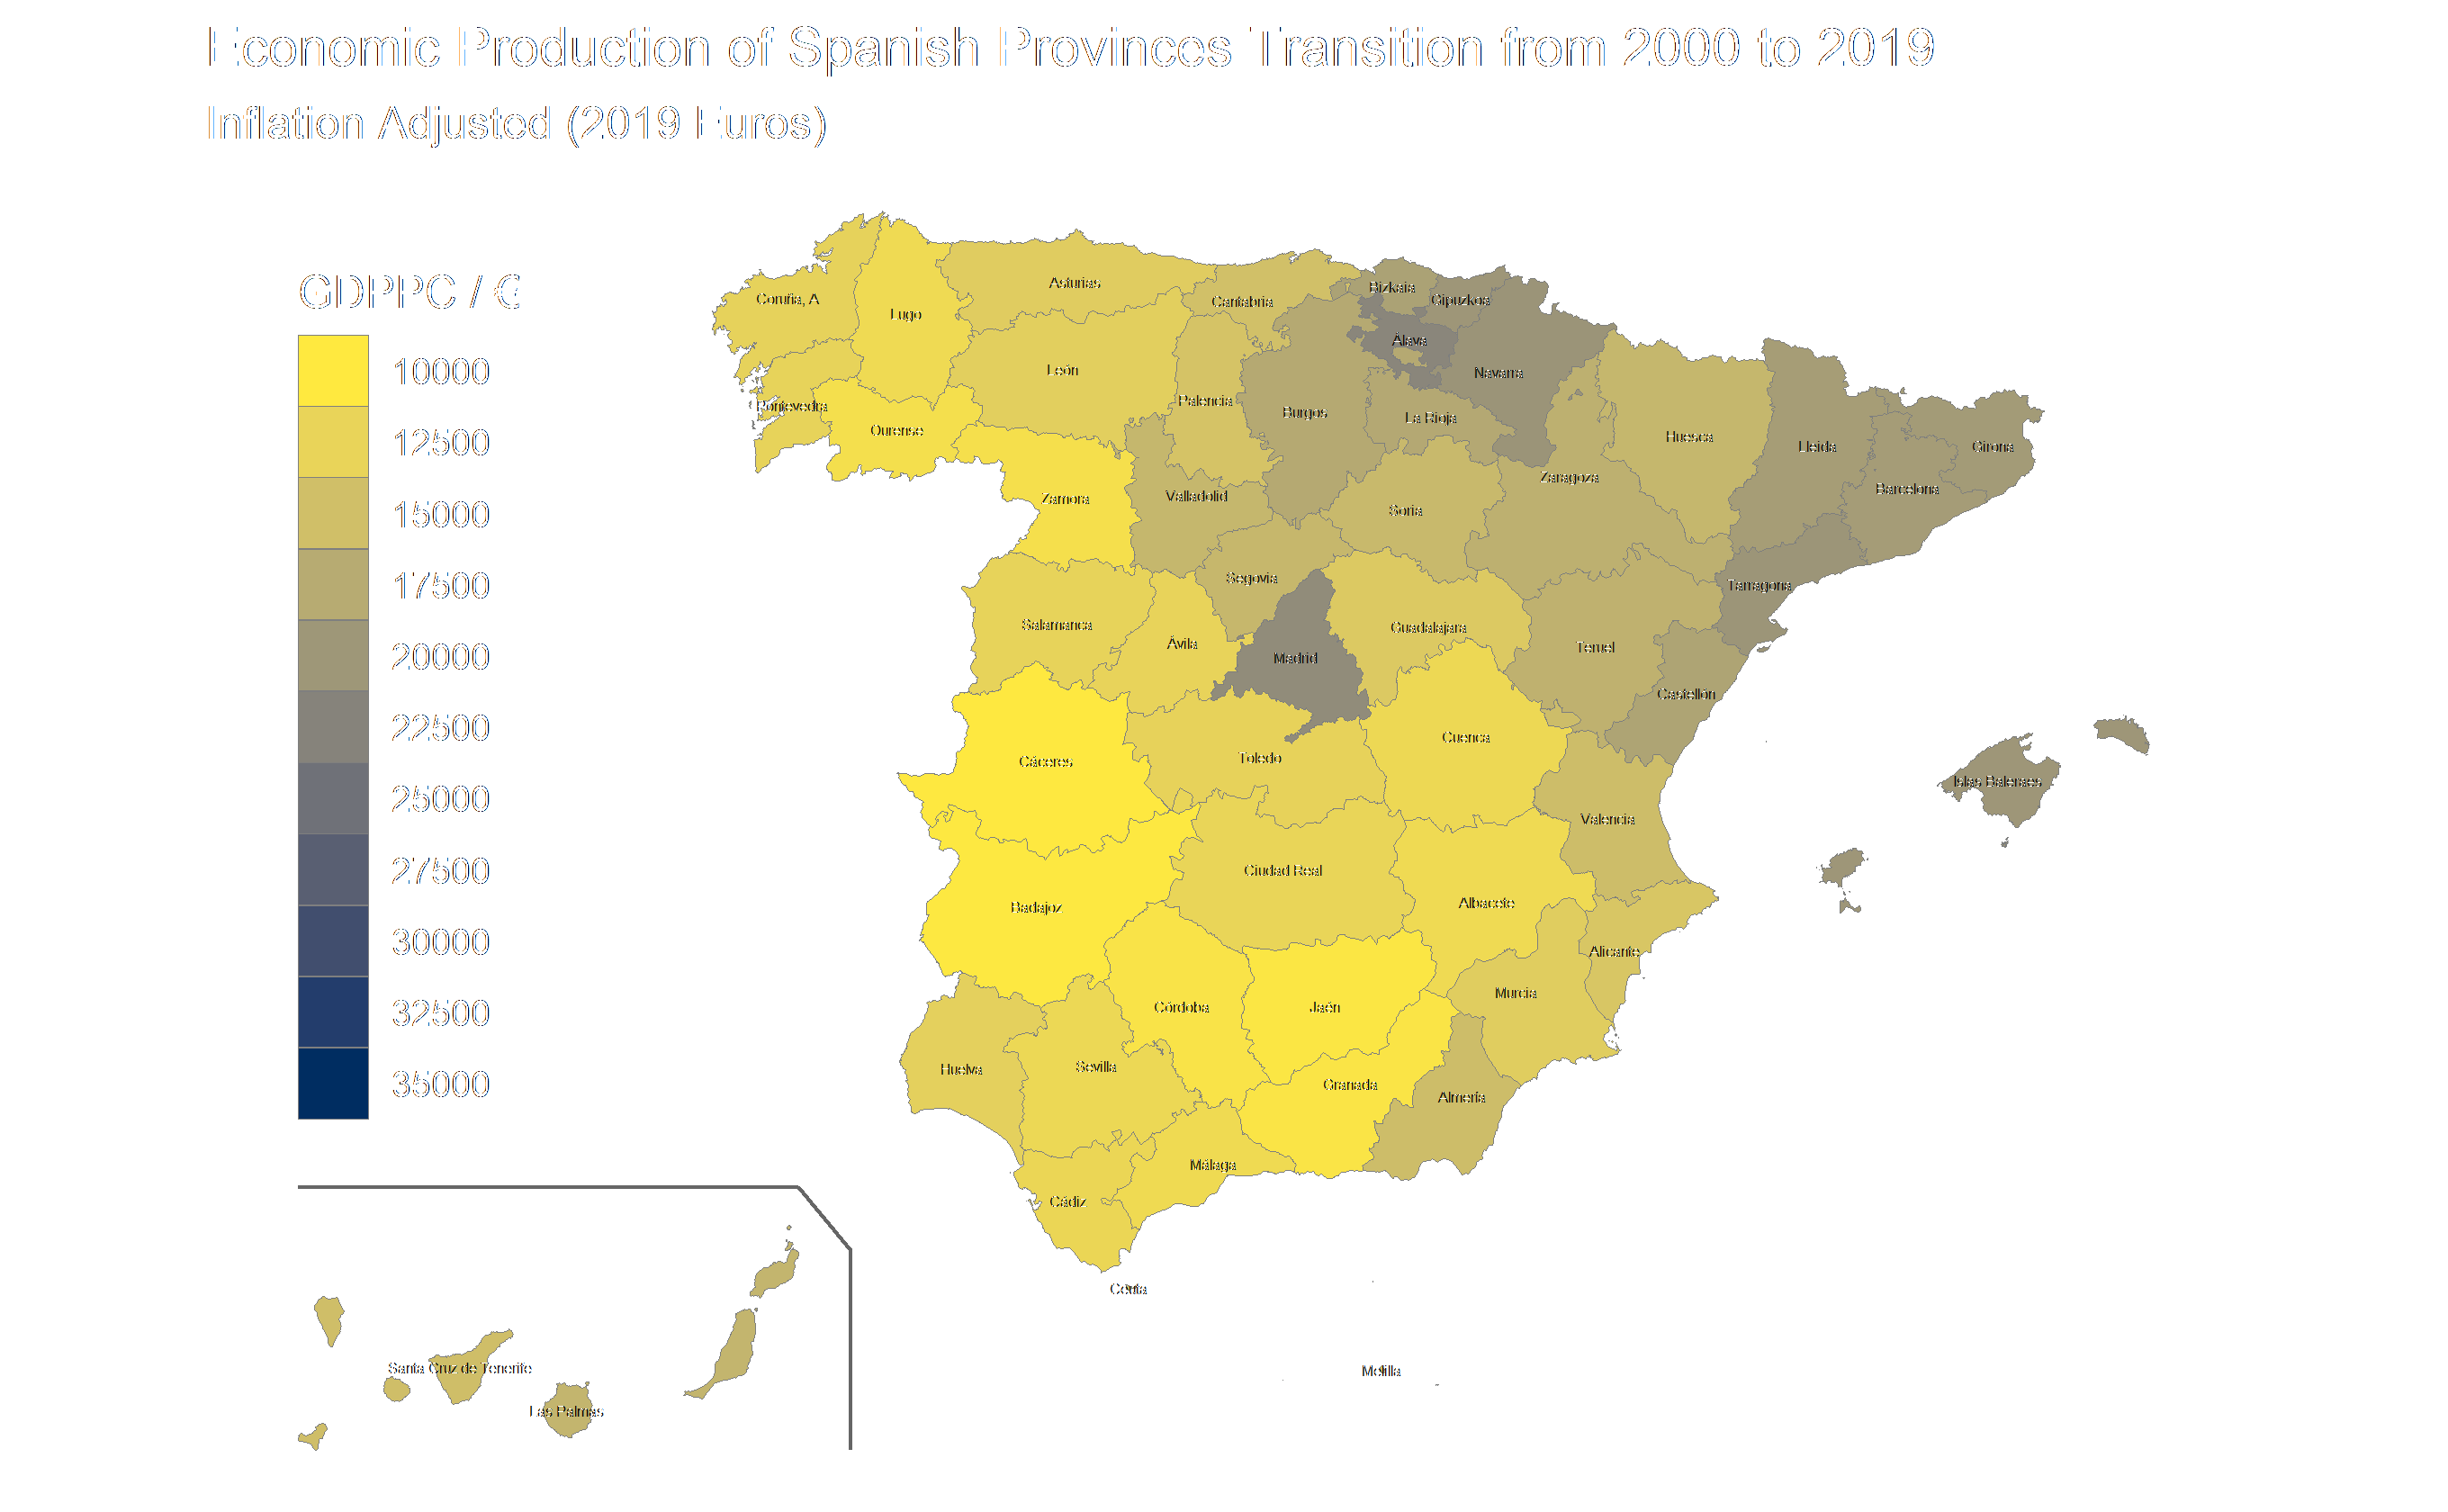 Economic Production of Spanish Provinces Transition from 2000 to 2019
Inflation Adjusted (2019 Euros)
GDPPC / €
10000
12500
15000
17500
20000
22500
25000
27500
30000
32500
35000
Coruña, A
Lugo
Asturias
Cantabria
Bizkaia
Gipuzkoa
Álava
Navarra
León
Palencia
Burgos
La Rioja
Pontevedra
Ourense
Huesca
Lleida
Girona
Barcelona
Zaragoza
Zamora
Valladolid
Soria
Segovia
Tarragona
Salamanca
Ávila
Madrid
Guadalajara
Teruel
Castellón
Cáceres
Toledo
Cuenca
Islas Baleraes
Valencia
Ciudad Real
Badajoz
Albacete
Alicante
Córdoba
Jaén
Murcia
Huelva
Sevilla
Granada
Almería
Málaga
Cádiz
Ceuta
Melilla
Santa Cruz de Tenerife
Las Palmas